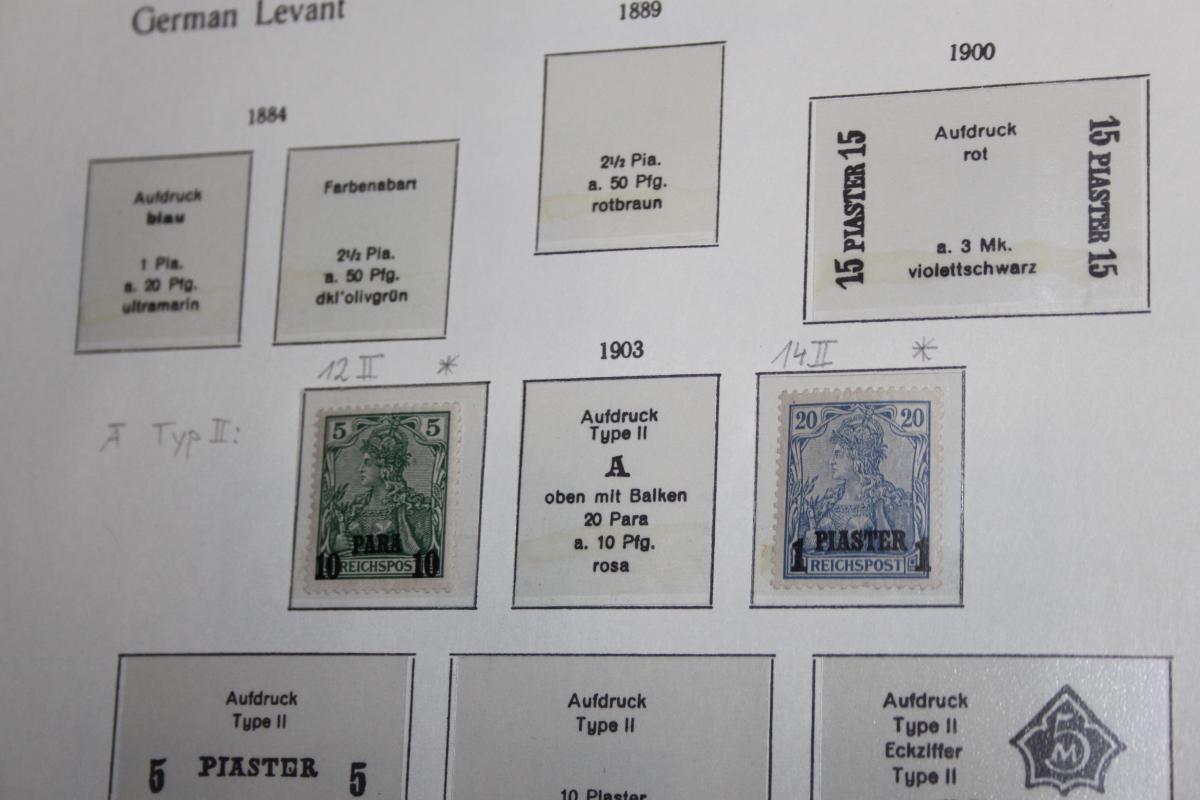 German Levant
1889
1900
1884
Aufdruck
blau
1 Pia.
a. 20 Pfg.
ultramarin
Farbenabart
2½ Pia.
a. 50 Pfg.
dkl'olivgrün
2½ Pia.
a. 50 Pfg.
rotbraun
15 PIASTER 15
Aufdruck
rot
a. 3 Mk.
violettschwarz
15 PIASTER 15
1903
12 II *
14 II *
A Typ II:
5 5
PARA
10 10
REICHSPOST
Aufdruck
Type II
A
oben mit Balken
20 Para
a. 10 Pfg.
rosa
20 20
1 PIASTER 1
REICHSPOST
Aufdruck
Type II
5 PIASTER 5
Aufdruck
Type II
10 Piaster
Aufdruck
Type II
Eckziffer
Type II
5
M